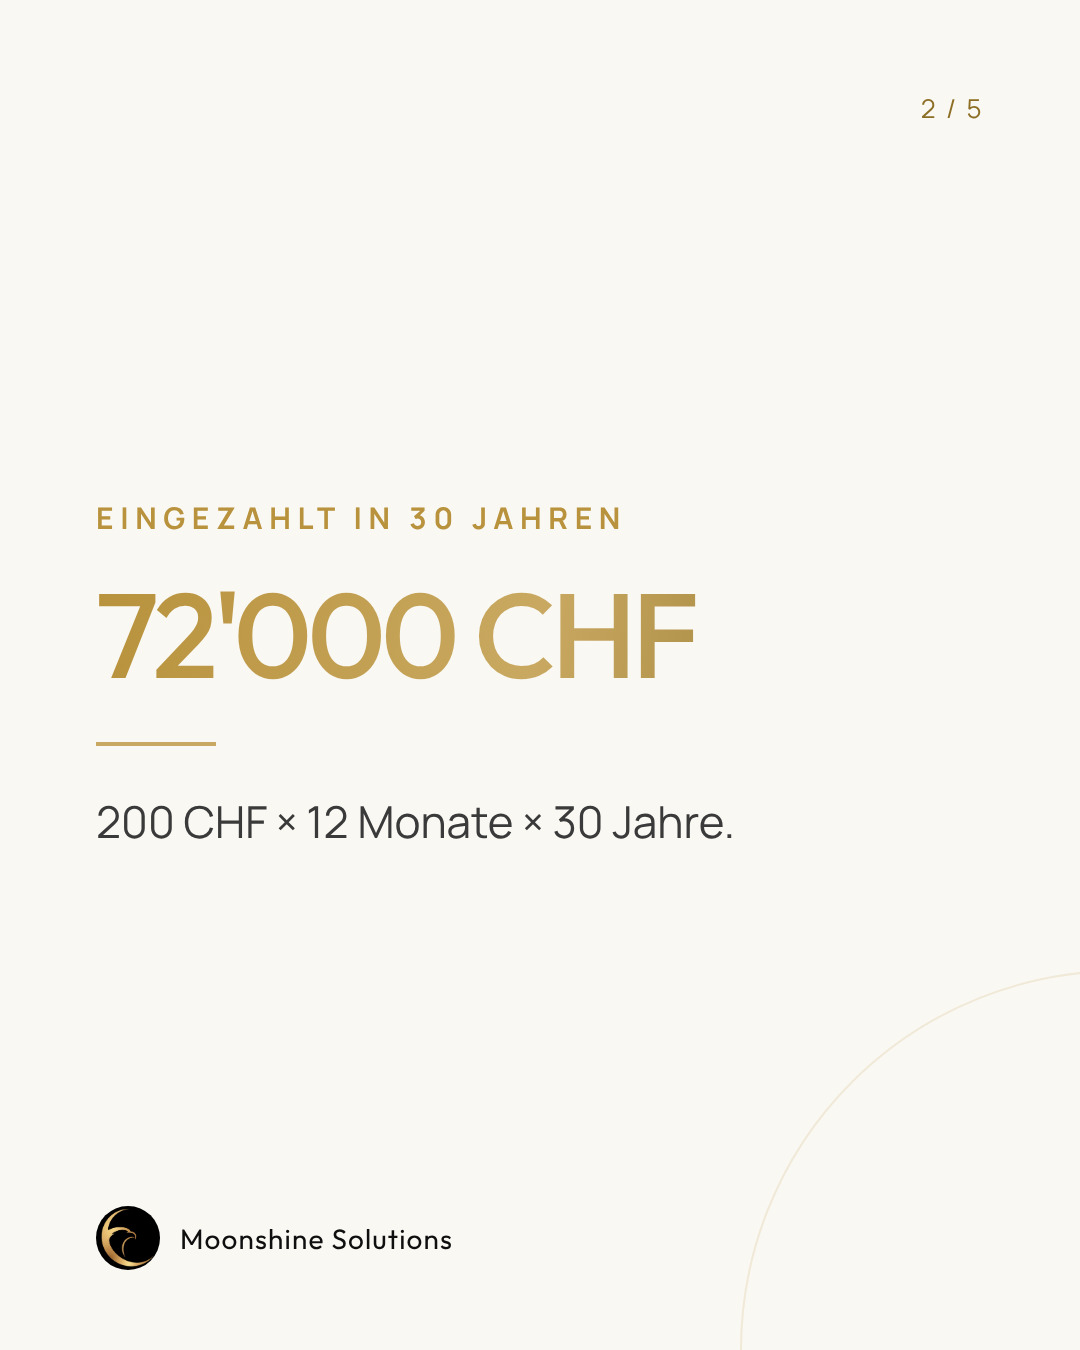 2 / 5
EINGEZAHLT IN 30 JAHREN
72'000 CHF
200 CHF × 12 Monate × 30 Jahre.
Moonshine Solutions